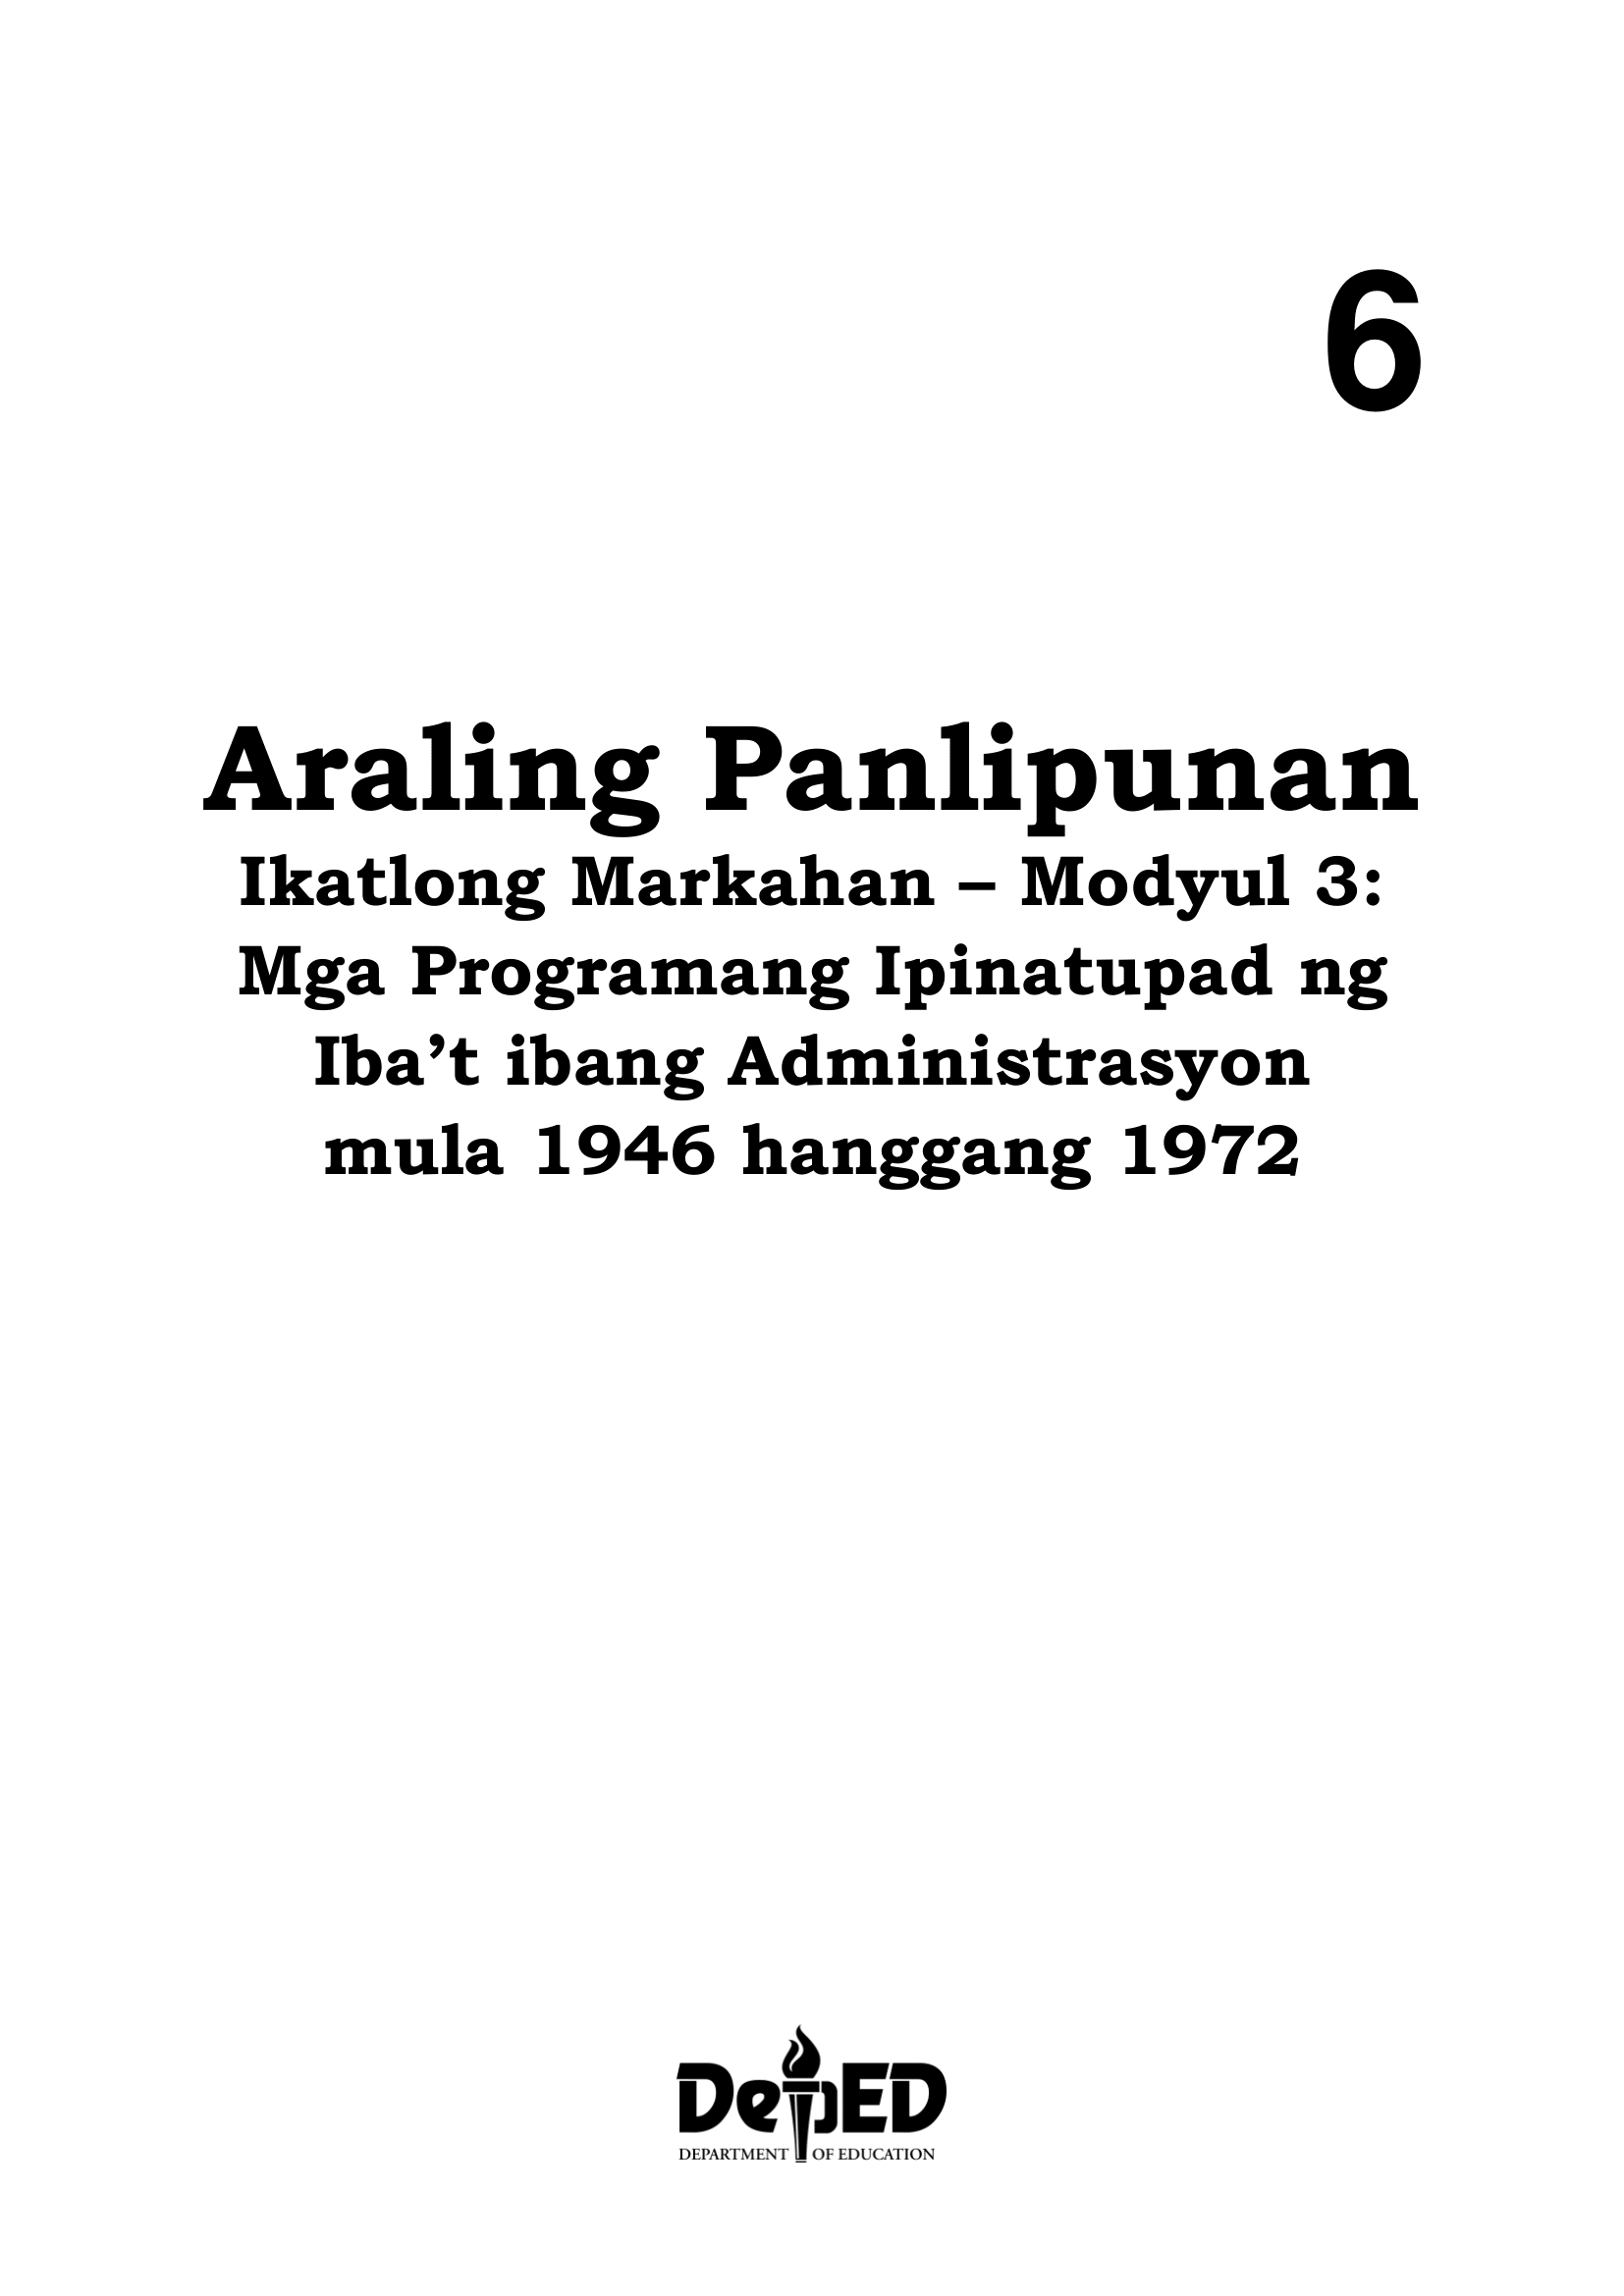 6
Araling Panlipunan
Ikatlong Markahan – Modyul 3:
Mga Programang Ipinatupad ng
Iba’t ibang Administrasyon
mula 1946 hanggang 1972
DepED
DEPARTMENT OF EDUCATION